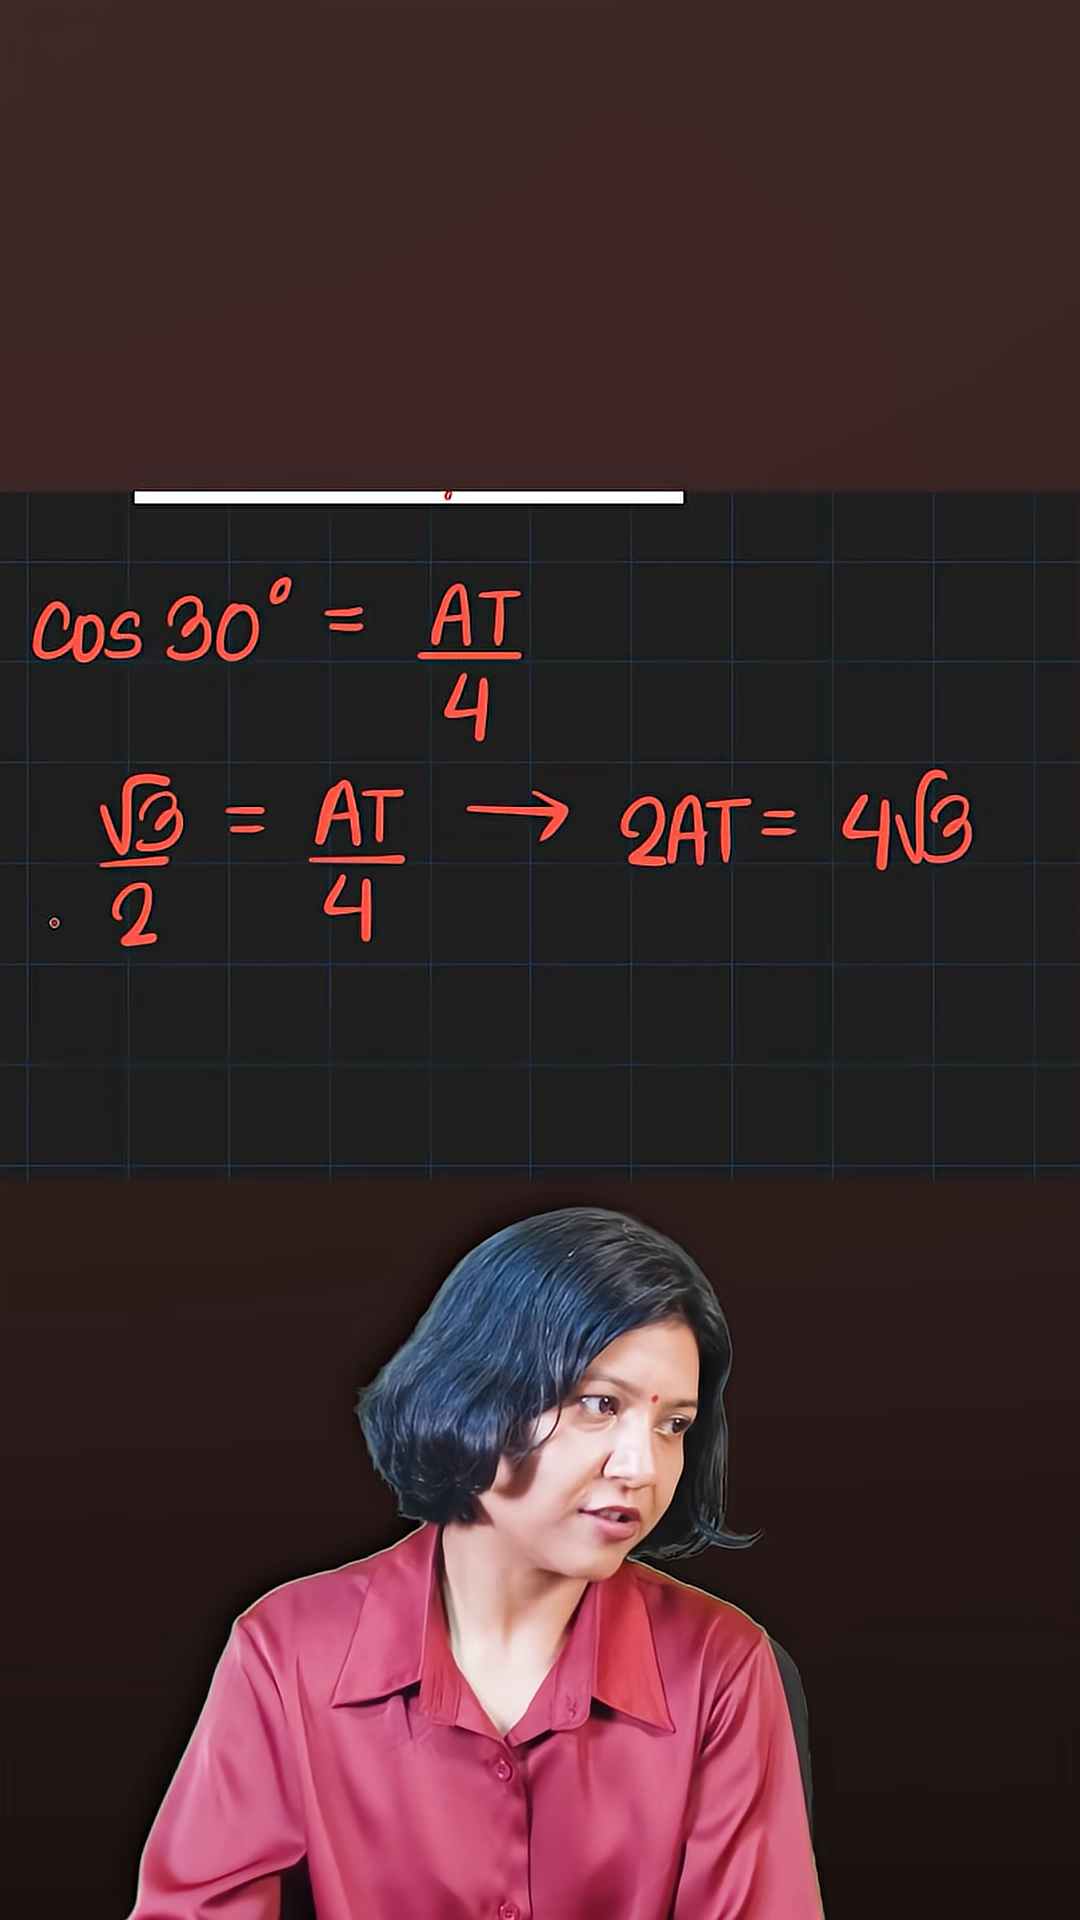 cos 30° = AT/4
√3/2 = AT/4 → 2AT = 4√3